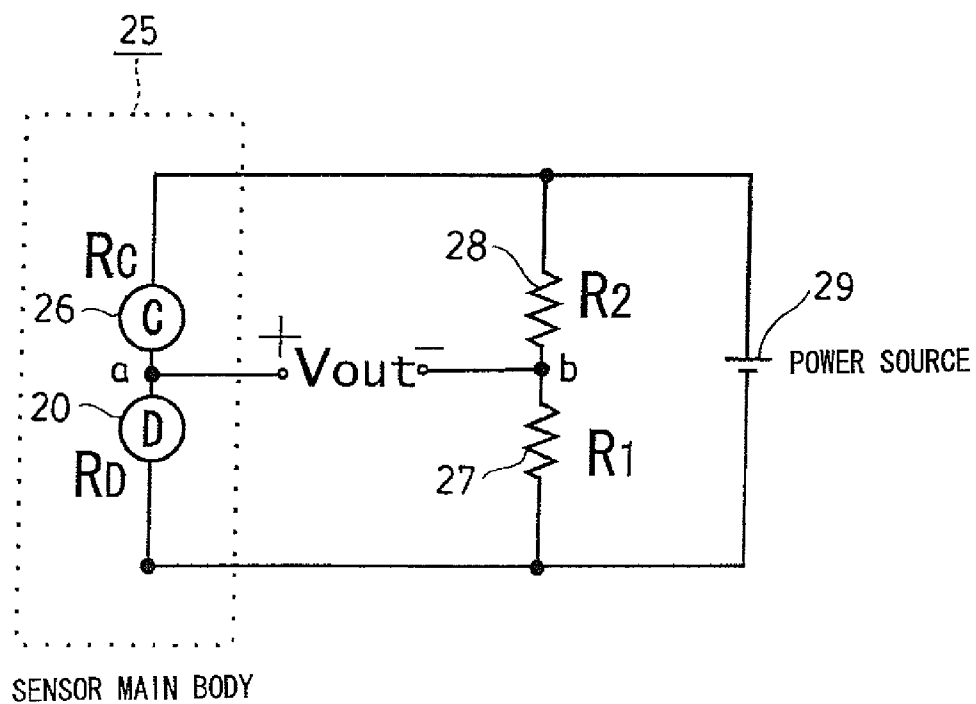 25
RC
28
R2
29
26
C
+
Vout
−
POWER SOURCE
a
b
20
D
RD
27
R1
SENSOR MAIN BODY